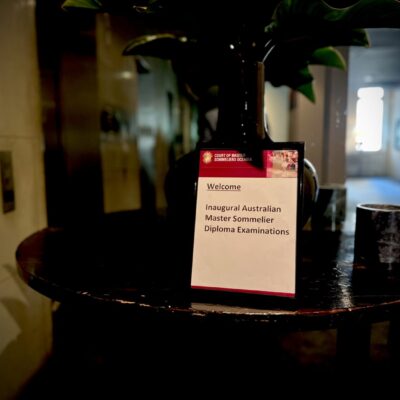 COURT OF MASTER
SOMMELIERS OCEANIA
Welcome
Inaugural Australian
Master Sommelier
Diploma Examinations